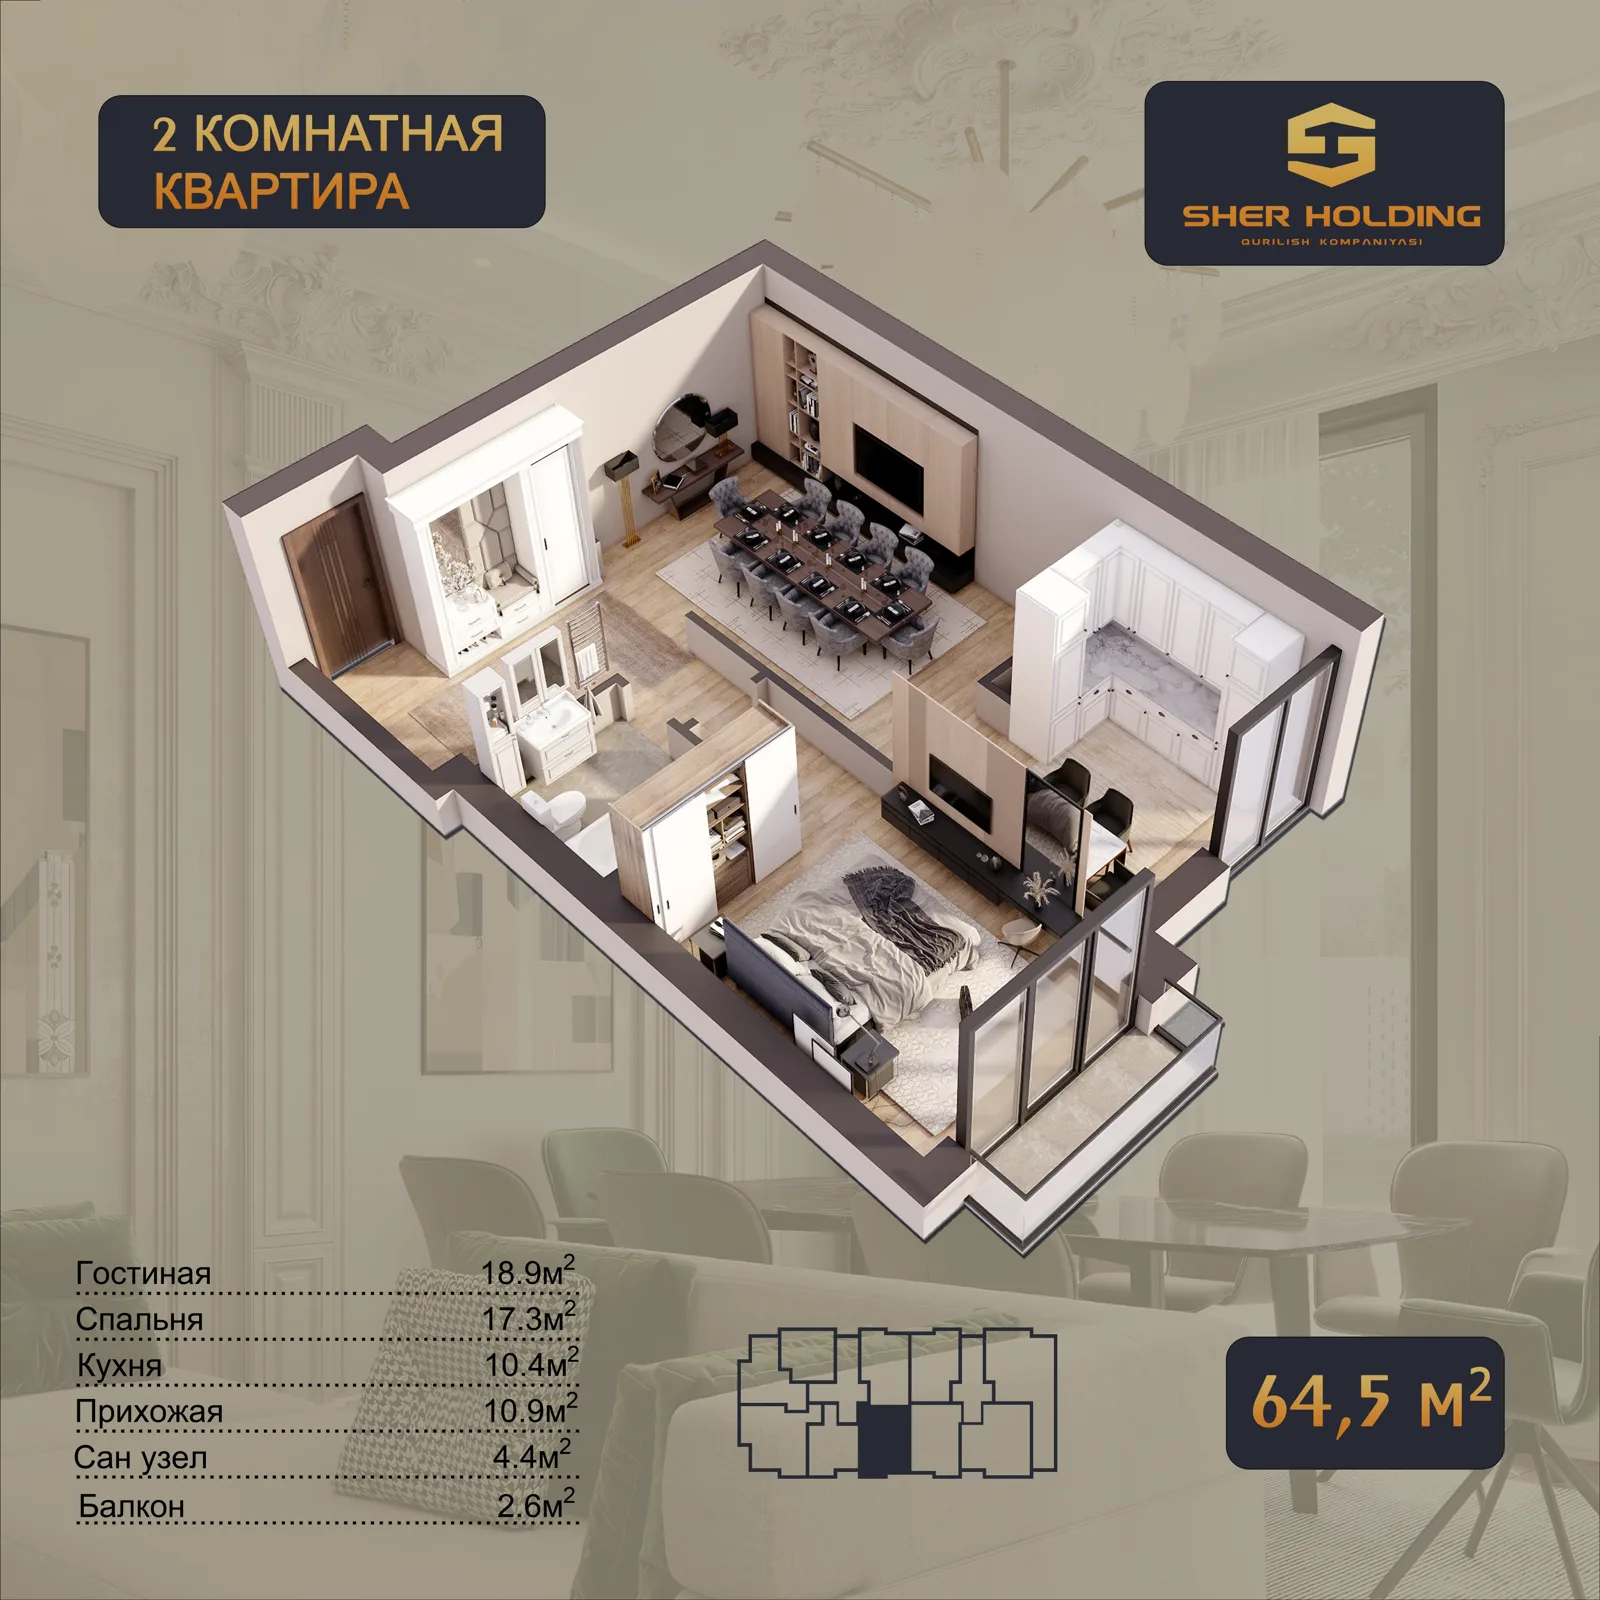 2 КОМНАТНАЯ
КВАРТИРА
SHER HOLDING
QURILISH KOMPANIYASI
Гостиная 18.9м²
Спальня 17.3м²
Кухня 10.4м²
Прихожая 10.9м²
Сан узел 4.4м²
Балкон 2.6м²
64,5 м²